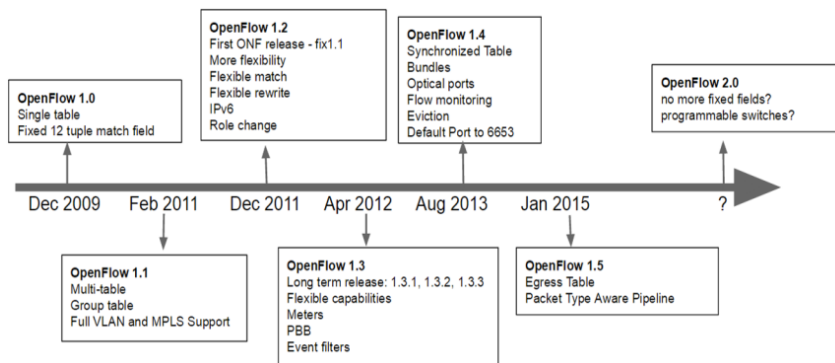 OpenFlow 1.0
Single table
Fixed 12 tuple match field
OpenFlow 1.2
First ONF release - fix1.1
More flexibility
Flexible match
Flexible rewrite
IPv6
Role change
OpenFlow 1.4
Synchronized Table
Bundles
Optical ports
Flow monitoring
Eviction
Default Port to 6653
OpenFlow 2.0
no more fixed fields?
programmable switches?
Dec 2009
Feb 2011
Dec 2011
Apr 2012
Aug 2013
Jan 2015
?
OpenFlow 1.1
Multi-table
Group table
Full VLAN and MPLS Support
OpenFlow 1.3
Long term release: 1.3.1, 1.3.2, 1.3.3
Flexible capabilities
Meters
PBB
Event filters
OpenFlow 1.5
Egress Table
Packet Type Aware Pipeline